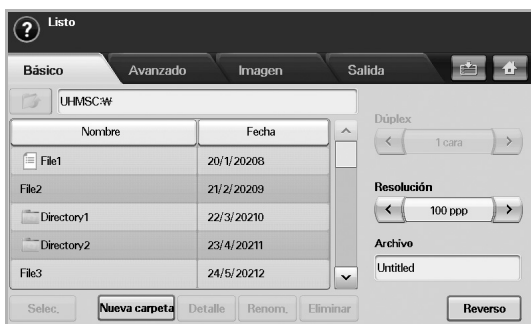 Listo
Básico Avanzado Imagen Salida
UHMSC:₩
Nombre Fecha
File1 20/1/20208
File2 21/2/20209
Directory1 22/3/20210
Directory2 23/4/20211
File3 24/5/20212
Dúplex
1 cara
Resolución
100 ppp
Archivo
Untitled
Selec. Nueva carpeta Detalle Renom. Eliminar Reverso